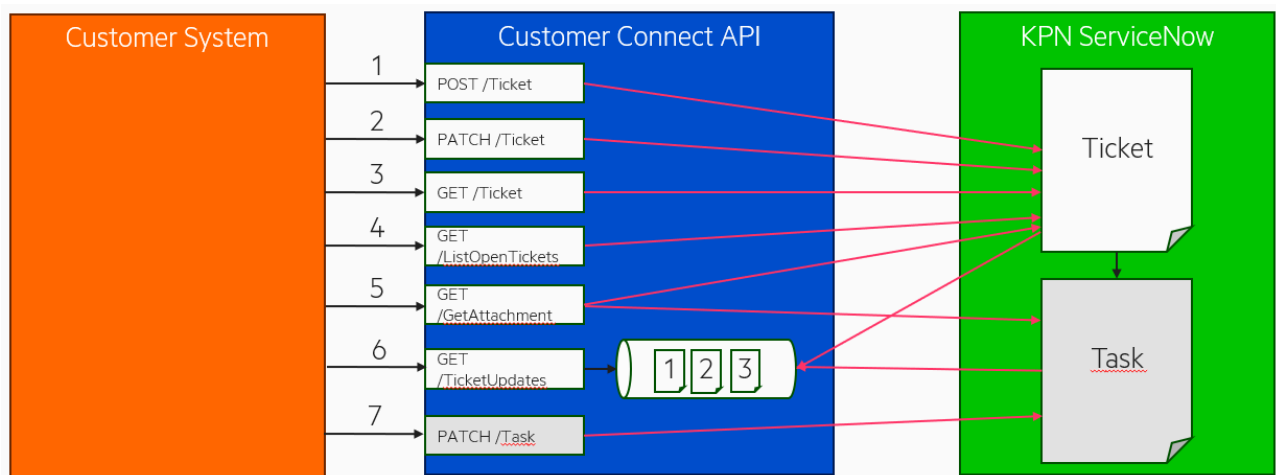 Customer System
Customer Connect API
KPN ServiceNow
1
POST /Ticket
2
PATCH /Ticket
Ticket
3
GET /Ticket
4
GET
/ListOpenTickets
5
GET
/GetAttachment
6
GET
/TicketUpdates
1 2 3
Task
7
PATCH /Task